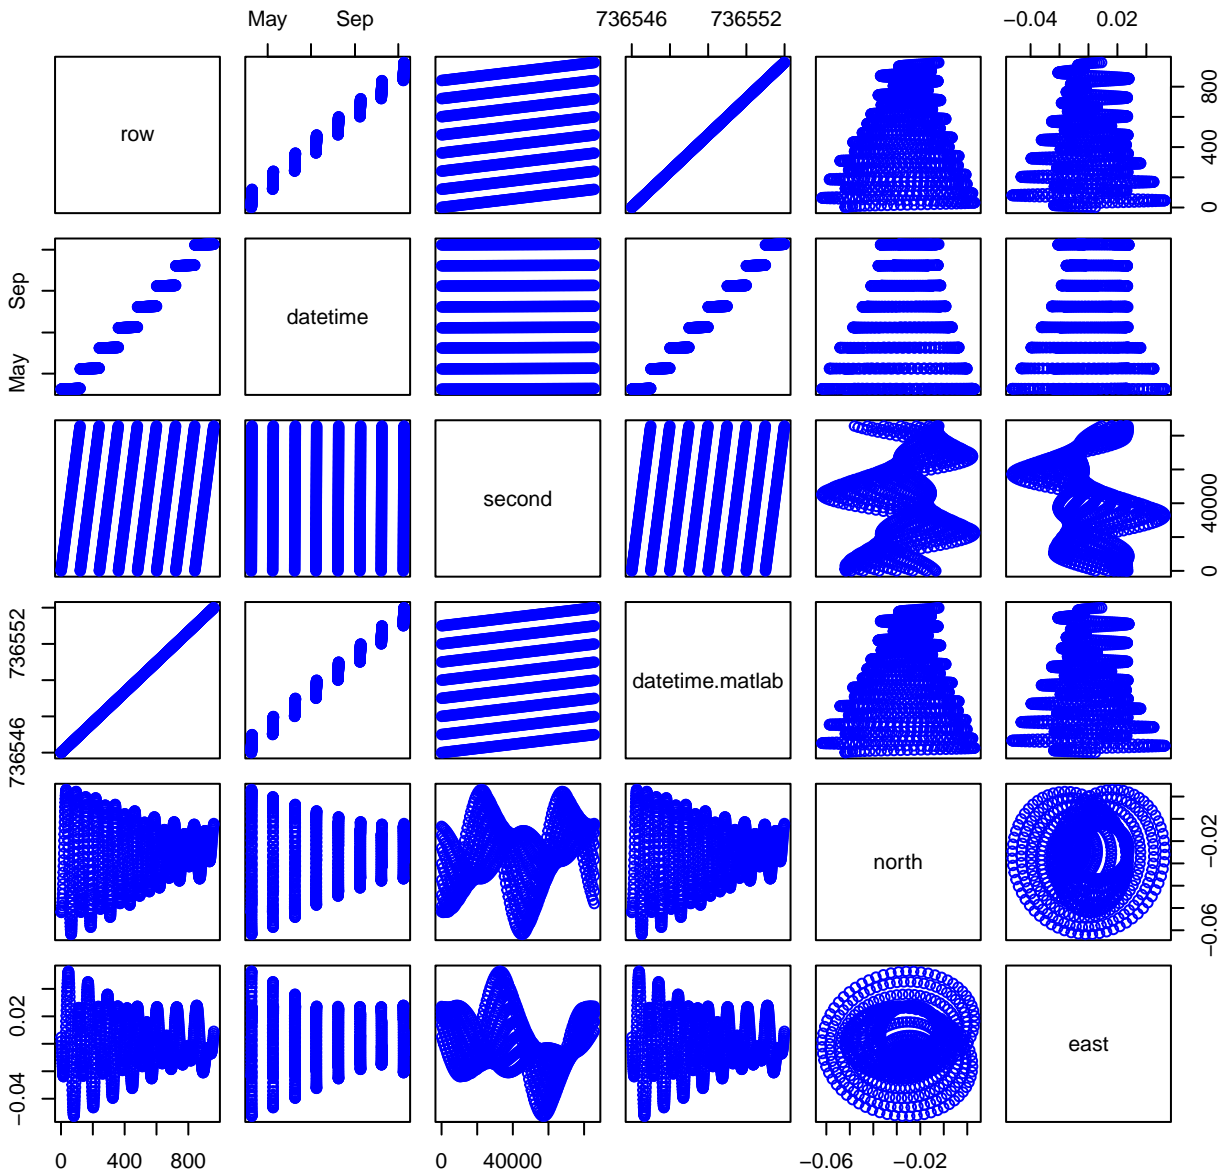 May Sep 736546 736552 −0.04 0.02
row
0 400 800
May Sep
datetime
second
0 40000
736546 736552
datetime.matlab
north
−0.06 −0.02
−0.04 0.02
east
0 400 800 0 40000 −0.06 −0.02